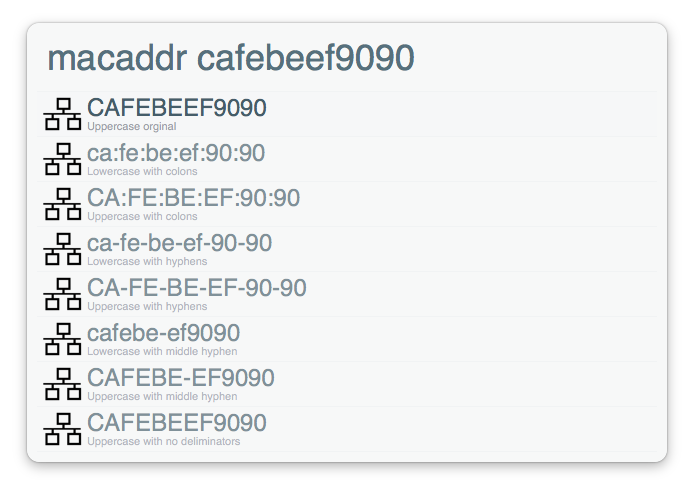 macaddr cafebeef9090
CAFEBEEF9090
Uppercase orginal
ca:fe:be:ef:90:90
Lowercase with colons
CA:FE:BE:EF:90:90
Uppercase with colons
ca-fe-be-ef-90-90
Lowercase with hyphens
CA-FE-BE-EF-90-90
Uppercase with hyphens
cafebe-ef9090
Lowercase with middle hyphen
CAFEBE-EF9090
Uppercase with middle hyphen
CAFEBEEF9090
Uppercase with no deliminators